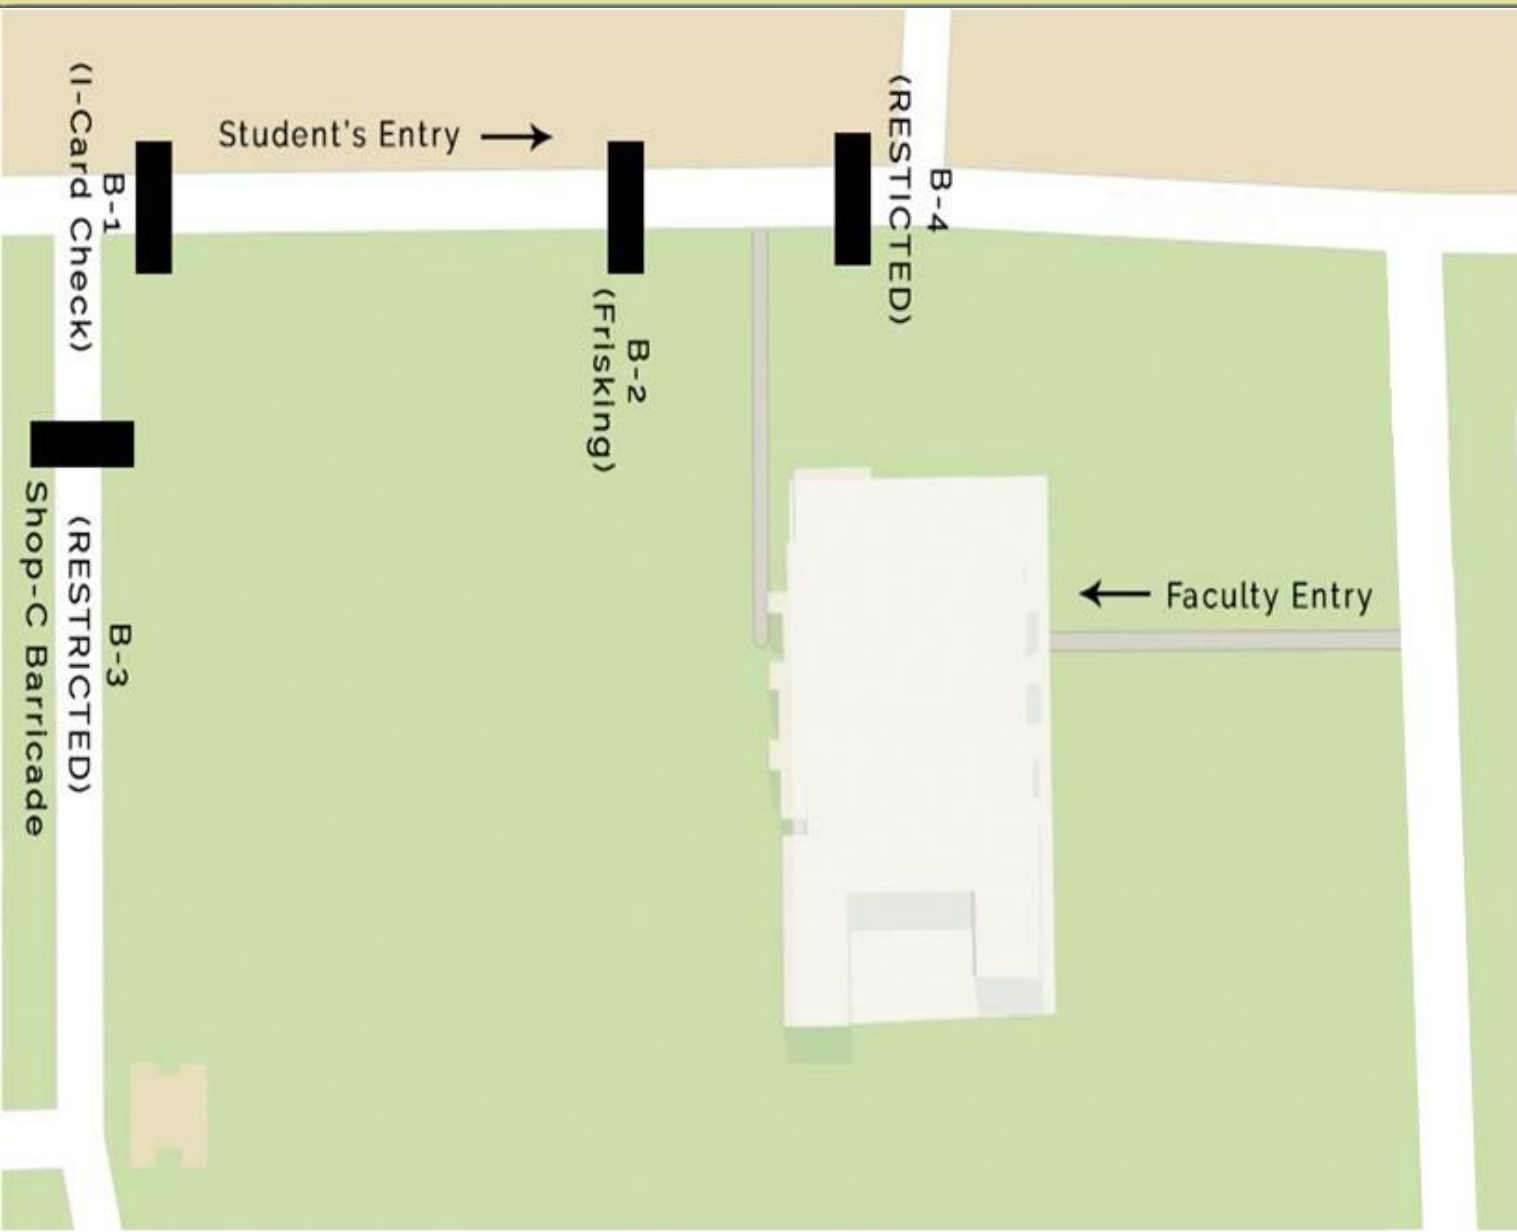 (I-Card Check)
B-1
Student's Entry
(RESTICTED)
B-4
B-2
(Frisking)
Faculty Entry
B-3
(RESTRICTED)
Shop-C Barricade